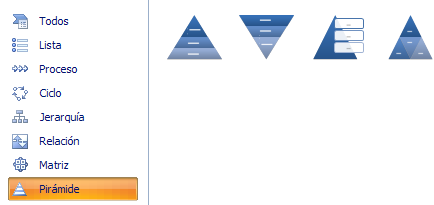 Todos
Lista
Proceso
Ciclo
Jerarquía
Relación
Matriz
Pirámide